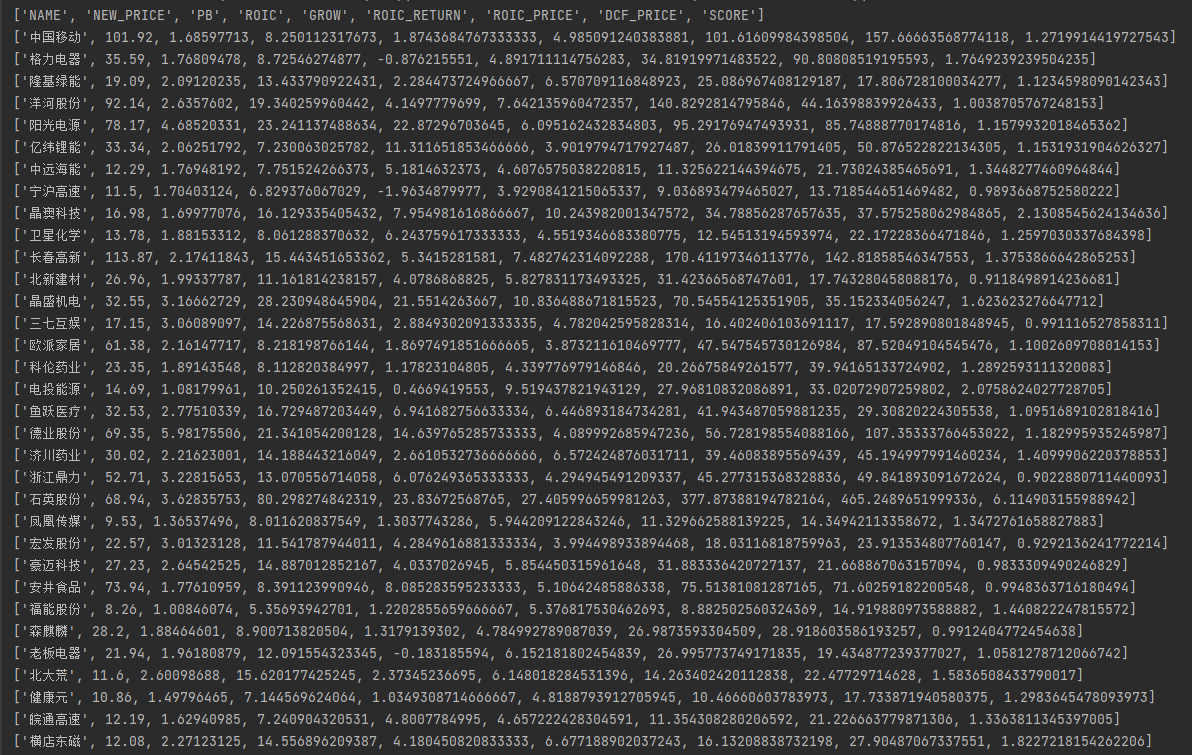 ['NAME', 'NEW_PRICE', 'PB', 'ROIC', 'GROW', 'ROIC_RETURN', 'ROIC_PRICE', 'DCF_PRICE', 'SCORE']
['中国移动', 101.92, 1.68597713, 8.250112317673, 1.8743684767333333, 4.985091240383881, 101.61609984398504, 157.66663568774118, 1.2719914419727543]
['格力电器', 35.59, 1.76809478, 8.72546274877, -0.876215551, 4.891711114756283, 34.81919971483522, 90.80808519195593, 1.7649239239504235]
['隆基绿能', 19.09, 2.09120235, 13.433790922431, 2.284473724966667, 6.570709116848923, 25.086967408129187, 17.806728100034277, 1.1234598090142343]
['洋河股份', 92.14, 2.6357602, 19.340259960442, 4.1497779699, 7.642135960472357, 140.8292814795846, 44.16398839926433, 1.0038705767248153]
['阳光电源', 78.17, 4.68520331, 23.241137488634, 22.87296703645, 6.095162432834803, 95.29176947493931, 85.74888770174816, 1.1579932018465362]
['亿纬锂能', 33.34, 2.06251792, 7.230063025782, 11.311651853466666, 3.9019794717927487, 26.01839911791405, 50.876522822134305, 1.1531931904626327]
['中远海能', 12.29, 1.76948192, 7.751524266373, 5.1814632373, 4.6076575038220815, 11.325622144394675, 21.73024385465691, 1.3448277460964844]
['宁沪高速', 11.5, 1.70403124, 6.829376067029, -1.9634879977, 3.9290841215065337, 9.036893479465027, 13.718544651469482, 0.9893668752580222]
['晶澳科技', 16.98, 1.69977076, 16.129335405432, 7.954981616866667, 10.243982001347572, 34.78856287657635, 37.575258062984865, 2.1308545624134636]
['卫星化学', 13.78, 1.88153312, 8.061288370632, 6.243759617333333, 4.5519346683380775, 12.54513194593974, 22.17228366471846, 1.2597030337684398]
['长春高新', 113.87, 2.17411843, 15.443451653362, 5.3415281581, 7.482742314092288, 170.41197346113776, 142.81858546347553, 1.3753866642865253]
['北新建材', 26.96, 1.99337787, 11.161814238157, 4.0786868825, 5.827831173493325, 31.42366568747601, 17.743280458088176, 0.9118498914236681]
['晶盛机电', 32.55, 3.16662729, 28.230948645904, 21.5514263667, 10.836488671815523, 70.54554125351905, 35.152334056247, 1.623623276647712]
['三七互娱', 17.15, 3.06089097, 14.226875568631, 2.8849302091333335, 4.782042595828314, 16.402406103691117, 17.592890801848945, 0.991116527858311]
['欧派家居', 61.38, 2.16147717, 8.218198766144, 1.8697491851666665, 3.873211610469777, 47.547545730126984, 87.52049104545476, 1.1002609708014153]
['科伦药业', 23.35, 1.89143548, 8.112820384997, 1.17823104805, 4.339776979146846, 20.26675849261577, 39.94165133724902, 1.2892593111320083]
['电投能源', 14.69, 1.08179961, 10.250261352415, 0.4669419553, 9.519437821943129, 27.96810832086891, 33.02072907259802, 2.0758624027728705]
['鱼跃医疗', 32.53, 2.77510339, 16.729487203449, 6.941682756633334, 6.446893184734281, 41.943487059881235, 29.30820224305538, 1.0951689102818416]
['德业股份', 69.35, 5.98175506, 21.341054200128, 14.639765285733333, 4.089992685947236, 56.728198554088166, 107.35333766453022, 1.182995935245987]
['济川药业', 30.02, 2.21623001, 14.188443216049, 2.6610532736666666, 6.572424876031711, 39.46083895569439, 45.194997991460234, 1.4099906220378853]
['浙江鼎力', 52.71, 3.22815653, 13.070556714058, 6.076249365333333, 4.294945491209337, 45.277315368328836, 49.841893091672624, 0.9022880711440093]
['石英股份', 68.94, 3.62835753, 80.298274842319, 23.83672568765, 27.405996659981263, 377.87388194782164, 465.2489651999336, 6.114903155988942]
['凤凰传媒', 9.53, 1.36537496, 8.011620837549, 1.3037743286, 5.944209122843246, 11.329662588139225, 14.34942113358672, 1.3472761658827883]
['宏发股份', 22.57, 3.01323128, 11.541787944011, 4.2849616881333334, 3.994498933894468, 18.03116818759963, 23.913534807760147, 0.9292136241772214]
['豪迈科技', 27.23, 2.64542525, 14.887012852167, 4.0337026945, 5.854450315961648, 31.883336420727137, 21.668867063157094, 0.9833309490246829]
['安井食品', 73.94, 1.77610959, 8.391123990946, 8.085283595233333, 5.10642485886338, 75.51381081287165, 71.60259182200548, 0.9948363716180494]
['福能股份', 8.26, 1.00846074, 5.35693942701, 1.2202855659666667, 5.376817530462693, 8.882502560324369, 14.919880973588882, 1.440822247815572]
['森麒麟', 28.2, 1.88464601, 8.900713820504, 1.3179139302, 4.784992789087039, 26.9873593304509, 28.918603586193257, 0.9912404772454638]
['老板电器', 21.94, 1.96180879, 12.091554323345, -0.183185594, 6.152181802454839, 26.995773749171835, 19.434877239377027, 1.0581278712066742]
['北大荒', 11.6, 2.60098688, 15.620177425245, 2.37345236695, 6.148018284531396, 14.263402420112838, 22.47729714628, 1.5836508433790017]
['健康元', 10.86, 1.49796465, 7.144569624064, 1.0349308714666667, 4.8188793912705945, 10.46660603783973, 17.733871940580375, 1.2983645478093973]
['皖通高速', 12.19, 1.62940985, 7.240904320531, 4.8007784995, 4.657222428304591, 11.354308280206592, 21.226663779871306, 1.3363811345397005]
['横店东磁', 12.08, 2.27123125, 14.556896209387, 4.180450820833333, 6.677188902037243, 16.13208838732198, 27.90487067337551, 1.8227218154262206]